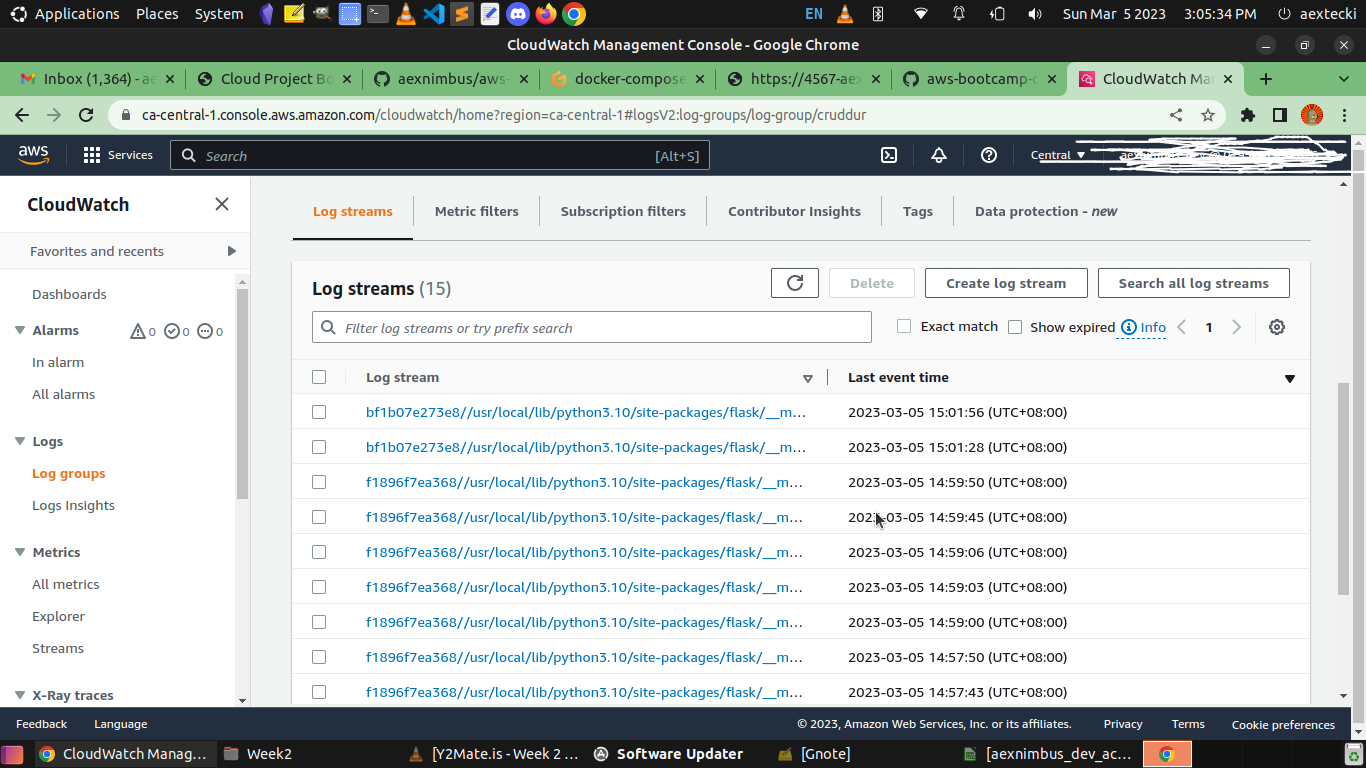 Applications Places System EN Sun Mar 5 2023 3:05:34 PM aextecki
CloudWatch Management Console - Google Chrome
Inbox (1,364) - ae Cloud Project Bo aexnimbus/aws- docker-compose https://4567-aex aws-bootcamp-c CloudWatch Ma
ca-central-1.console.aws.amazon.com/cloudwatch/home?region=ca-central-1#logsV2:log-groups/log-group/cruddur
aws Services Search [Alt+S] Central
CloudWatch
Favorites and recents
Dashboards
Alarms 0 0 0
In alarm
All alarms
Logs
Log groups
Logs Insights
Metrics
All metrics
Explorer
Streams
X-Ray traces
Log streams Metric filters Subscription filters Contributor Insights Tags Data protection - new
Log streams (15) Delete Create log stream Search all log streams
Filter log streams or try prefix search Exact match Show expired Info 1
Log stream Last event time
bf1b07e273e8//usr/local/lib/python3.10/site-packages/flask/__m... 2023-03-05 15:01:56 (UTC+08:00)
bf1b07e273e8//usr/local/lib/python3.10/site-packages/flask/__m... 2023-03-05 15:01:28 (UTC+08:00)
f1896f7ea368//usr/local/lib/python3.10/site-packages/flask/__m... 2023-03-05 14:59:50 (UTC+08:00)
f1896f7ea368//usr/local/lib/python3.10/site-packages/flask/__m... 2023-03-05 14:59:45 (UTC+08:00)
f1896f7ea368//usr/local/lib/python3.10/site-packages/flask/__m... 2023-03-05 14:59:06 (UTC+08:00)
f1896f7ea368//usr/local/lib/python3.10/site-packages/flask/__m... 2023-03-05 14:59:03 (UTC+08:00)
f1896f7ea368//usr/local/lib/python3.10/site-packages/flask/__m... 2023-03-05 14:59:00 (UTC+08:00)
f1896f7ea368//usr/local/lib/python3.10/site-packages/flask/__m... 2023-03-05 14:57:50 (UTC+08:00)
f1896f7ea368//usr/local/lib/python3.10/site-packages/flask/__m... 2023-03-05 14:57:43 (UTC+08:00)
Feedback Language © 2023, Amazon Web Services, Inc. or its affiliates. Privacy Terms Cookie preferences
CloudWatch Manag... Week2 [Y2Mate.is - Week 2 ... Software Updater [Gnote] [aexnimbus_dev_ac...